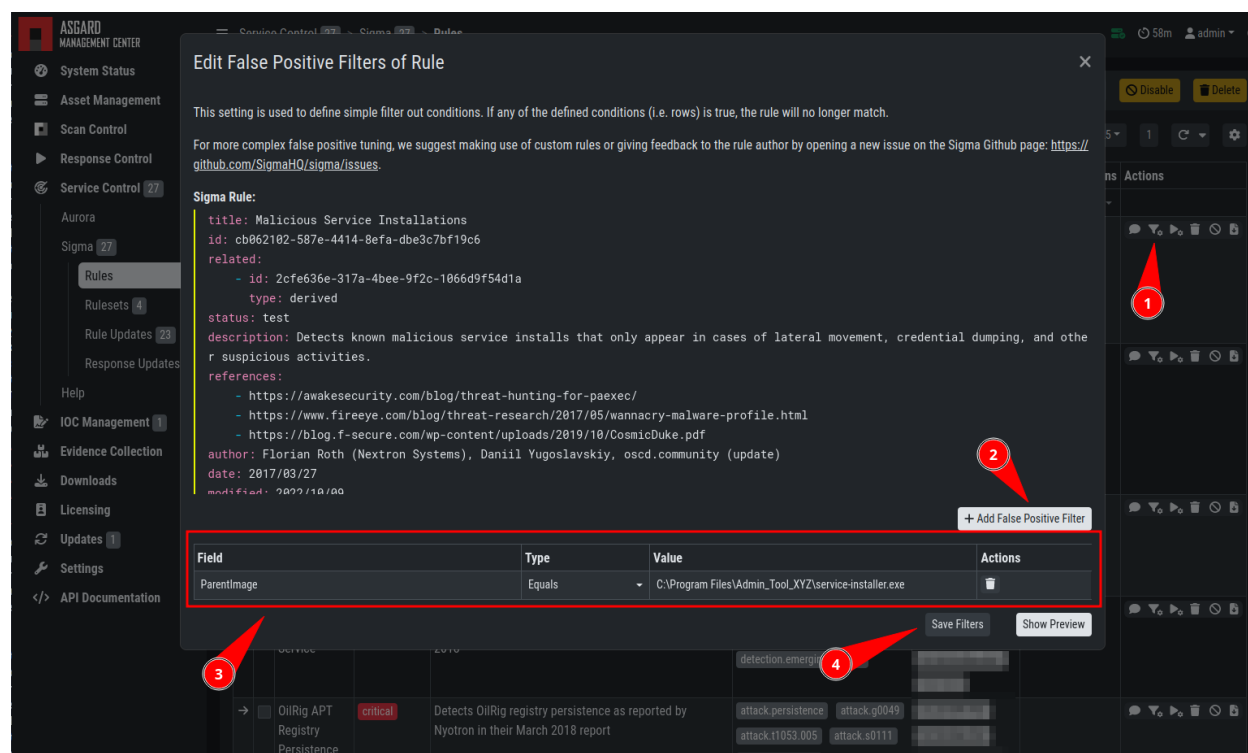 ASGARD
MANAGEMENT CENTER
Service Control 27 > Sigma 27 > Rules
58m admin
System Status
Asset Management
Scan Control
Response Control
Service Control 27
Aurora
Sigma 27
Rules
Rulesets 4
Rule Updates 23
Response Updates
Help
IOC Management 1
Evidence Collection
Downloads
Licensing
Updates 1
Settings
API Documentation
Disable Delete
5 1
ns Actions
Edit False Positive Filters of Rule
This setting is used to define simple filter out conditions. If any of the defined conditions (i.e. rows) is true, the rule will no longer match.
For more complex false positive tuning, we suggest making use of custom rules or giving feedback to the rule author by opening a new issue on the Sigma Github page: https://
github.com/SigmaHQ/sigma/issues.
Sigma Rule:
title: Malicious Service Installations
id: cb062102-587e-4414-8efa-dbe3c7bf19c6
related:
- id: 2cfe636e-317a-4bee-9f2c-1066d9f54d1a
type: derived
status: test
description: Detects known malicious service installs that only appear in cases of lateral movement, credential dumping, and othe
r suspicious activities.
references:
- https://awakesecurity.com/blog/threat-hunting-for-paexec/
- https://www.fireeye.com/blog/threat-research/2017/05/wannacry-malware-profile.html
- https://blog.f-secure.com/wp-content/uploads/2019/10/CosmicDuke.pdf
author: Florian Roth (Nextron Systems), Daniil Yugoslavskiy, oscd.community (update)
date: 2017/03/27
modified: 2022/10/09
1
2
+ Add False Positive Filter
Field Type Value Actions
ParentImage Equals C:\Program Files\Admin_Tool_XYZ\service-installer.exe
Save Filters Show Preview
3
4
Service 2018
detection.emerging
OilRig APT
Registry
Persistence
critical
Detects OilRig registry persistence as reported by
Nyotron in their March 2018 report
attack.persistence attack.g0049
attack.t1053.005 attack.s0111